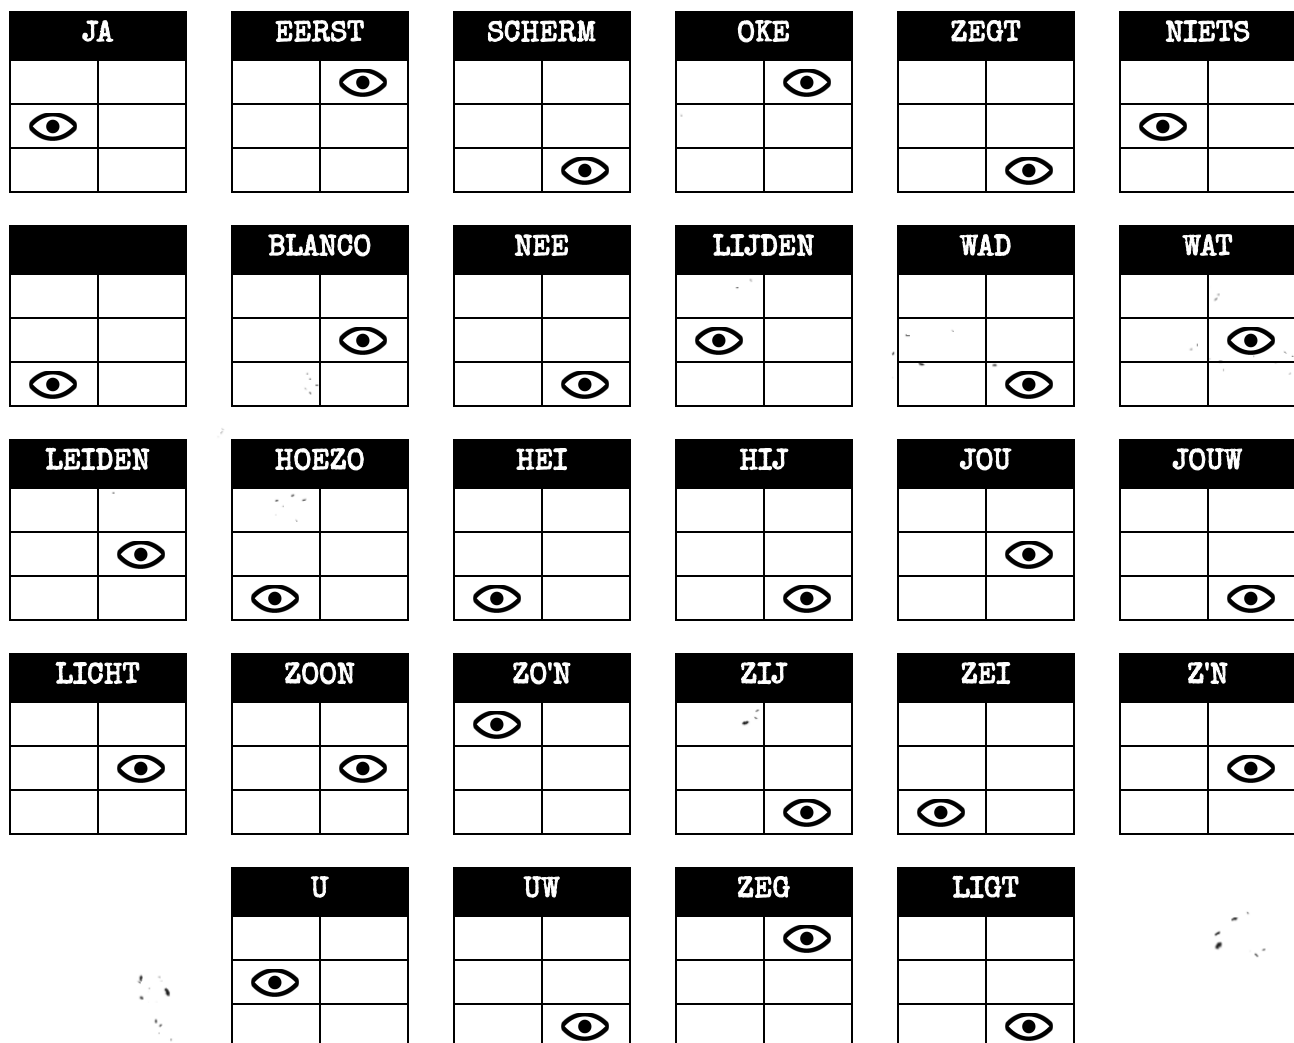 JA EERST SCHERM OKE ZEGT NIETS
BLANCO NEE LIJDEN WAD WAT
LEIDEN HOEZO HEI HIJ JOU JOUW
LICHT ZOON ZO'N ZIJ ZEI Z'N
U UW ZEG LIGT